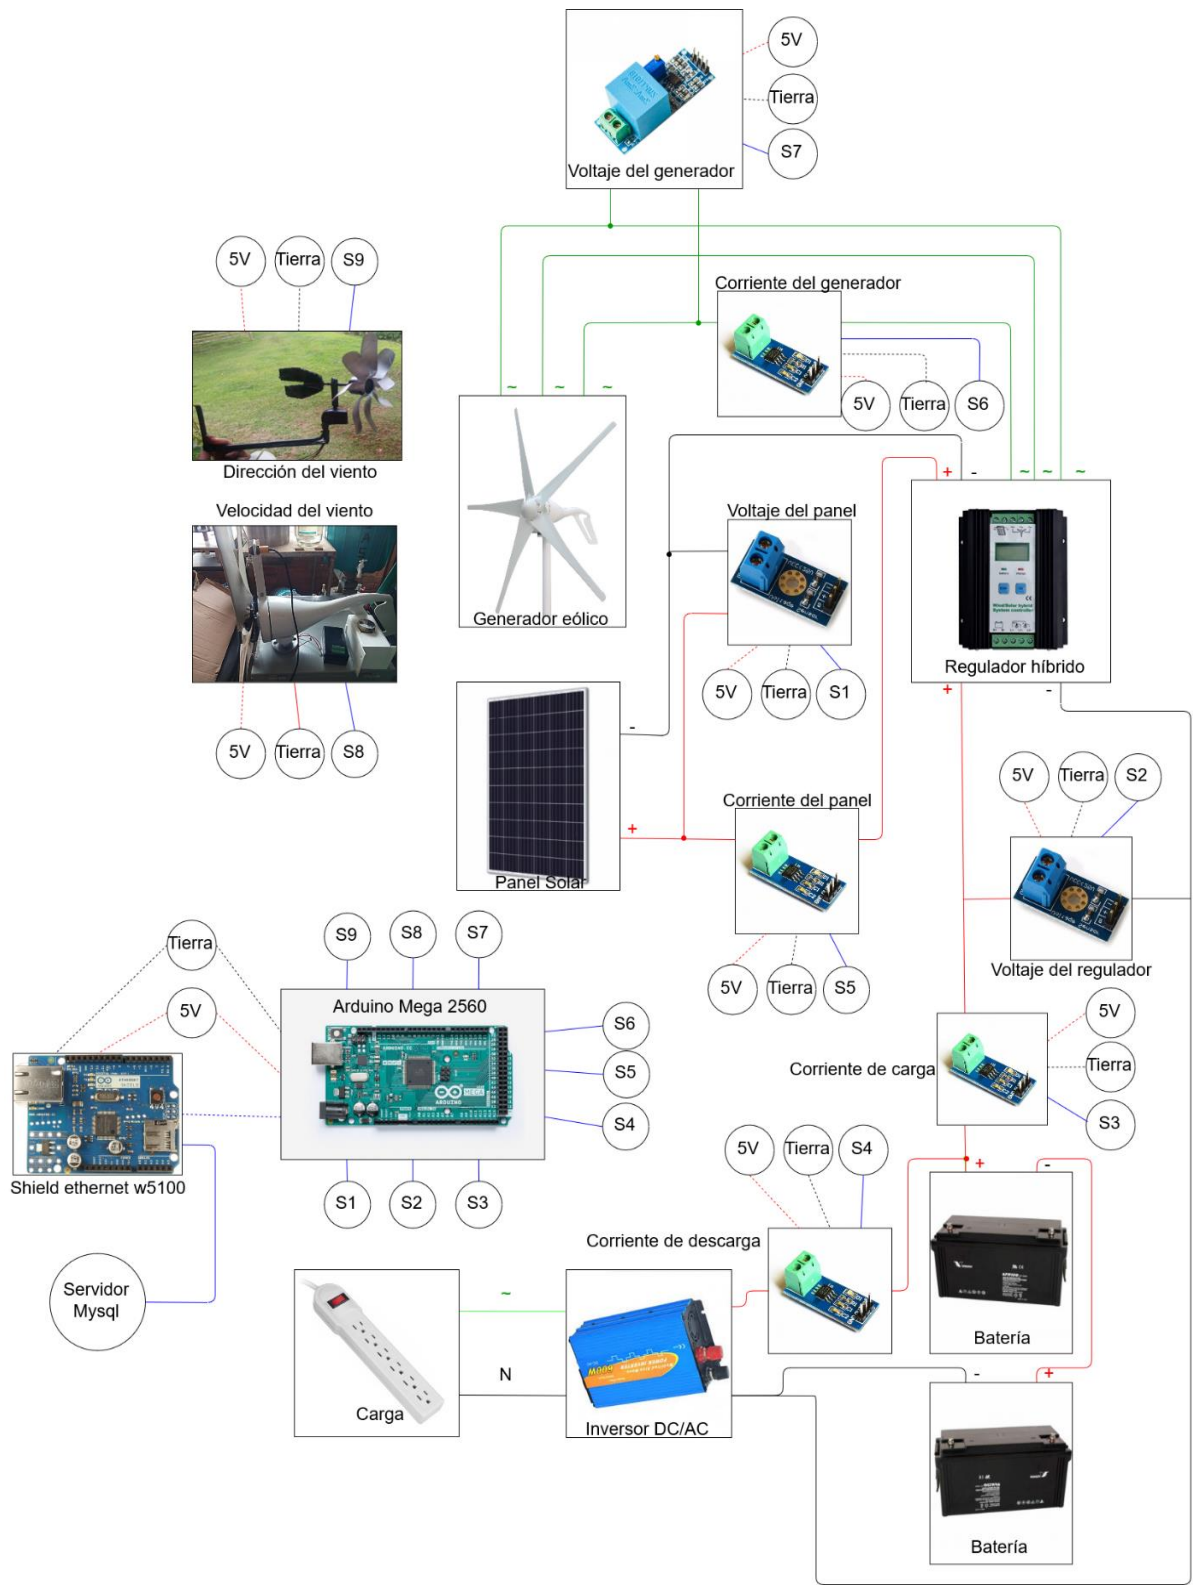 5V
Tierra
S7
Voltaje del generador
5V
Tierra
S9
Corriente del generador
5V
Tierra
S6
~
~
~
Dirección del viento
Velocidad del viento
+
-
~
~
~
Voltaje del panel
Generador eólico
5V
Tierra
S1
Regulador híbrido
+
-
-
5V
Tierra
S8
+
Panel Solar
Corriente del panel
5V
Tierra
S2
Voltaje del regulador
5V
Tierra
S5
Tierra
5V
S9
S8
S7
Arduino Mega 2560
S6
S5
S4
S1
S2
S3
Shield ethernet w5100
Servidor
Mysql
Corriente de carga
5V
Tierra
S3
5V
Tierra
S4
+
-
Corriente de descarga
Batería
~
N
Carga
600W
POWER INVERTER
Inversor DC/AC
-
+
Batería